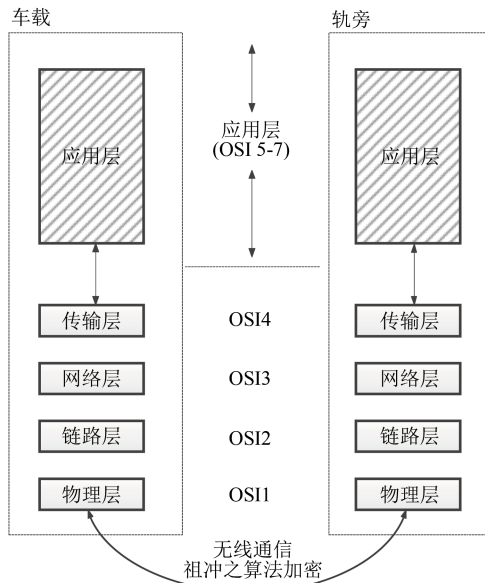 车载
轨旁
应用层
应用层
(OSI 5-7)
应用层
传输层
OSI4
传输层
网络层
OSI3
网络层
链路层
OSI2
链路层
物理层
OSI1
物理层
无线通信
祖冲之算法加密